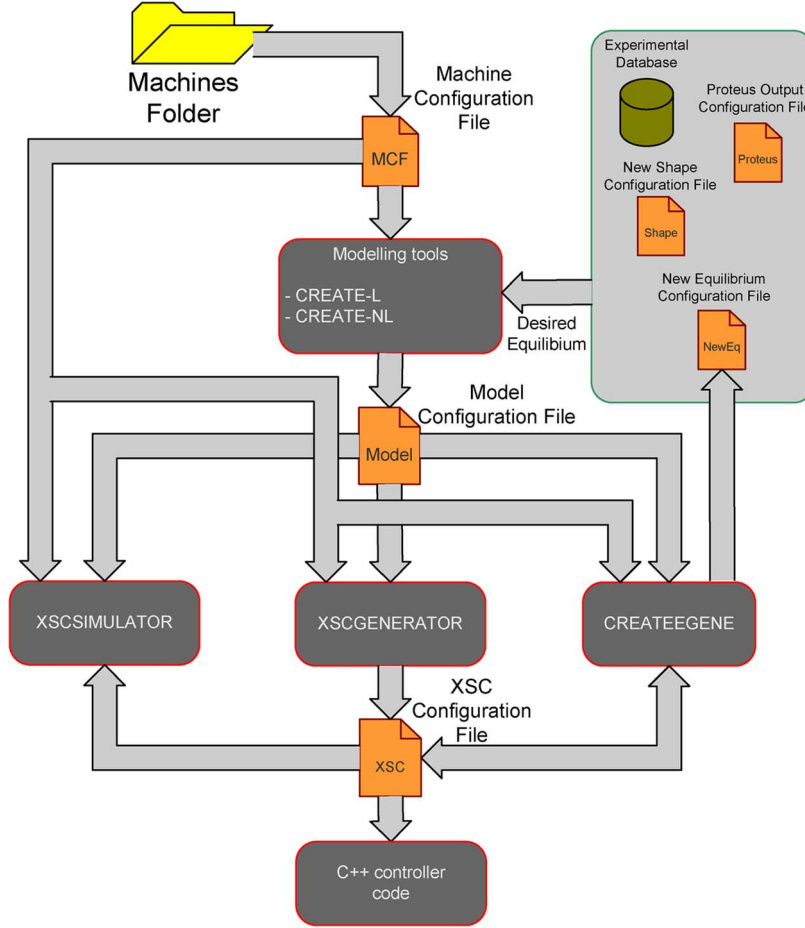 Machines
Folder
Machine
Configuration
File
MCF
Experimental
Database
Proteus Output
Configuration File
Proteus
New Shape
Configuration File
Shape
New Equilibrium
Configuration File
NewEq
Modelling tools
- CREATE-L
- CREATE-NL
Desired
Equilibium
Model
Configuration File
Model
XSCSIMULATOR
XSCGENERATOR
CREATEEGENE
XSC
Configuration
File
XSC
C++ controller
code